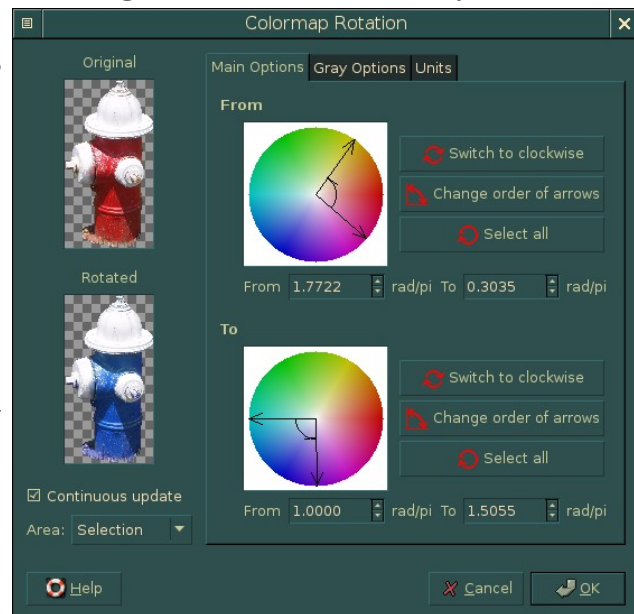 Colormap Rotation
Original
Rotated
Continuous update
Area: Selection
Main Options Gray Options Units
From
Switch to clockwise
Change order of arrows
Select all
From 1.7722 rad/pi To 0.3035 rad/pi
To
Switch to clockwise
Change order of arrows
Select all
From 1.0000 rad/pi To 1.5055 rad/pi
Help
Cancel
OK